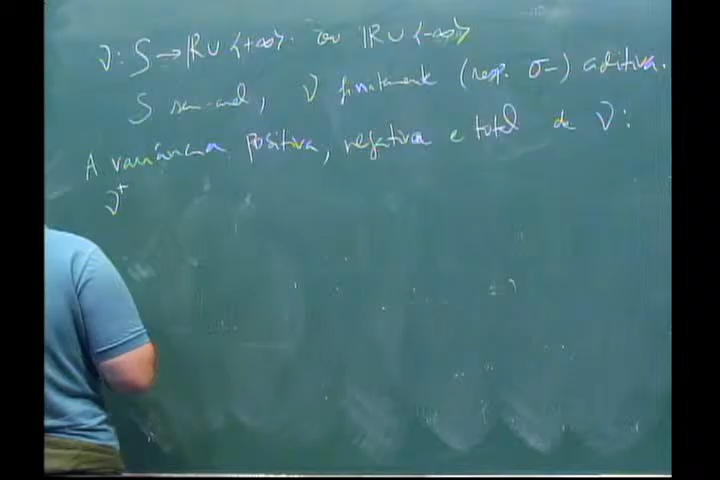 ν: S → ℝ ∪ {+∞} ou ℝ ∪ {-∞}
S semi-anel, ν finitamente (resp. σ-) aditiva.
A variância positiva, negativa e total de ν:
ν⁺